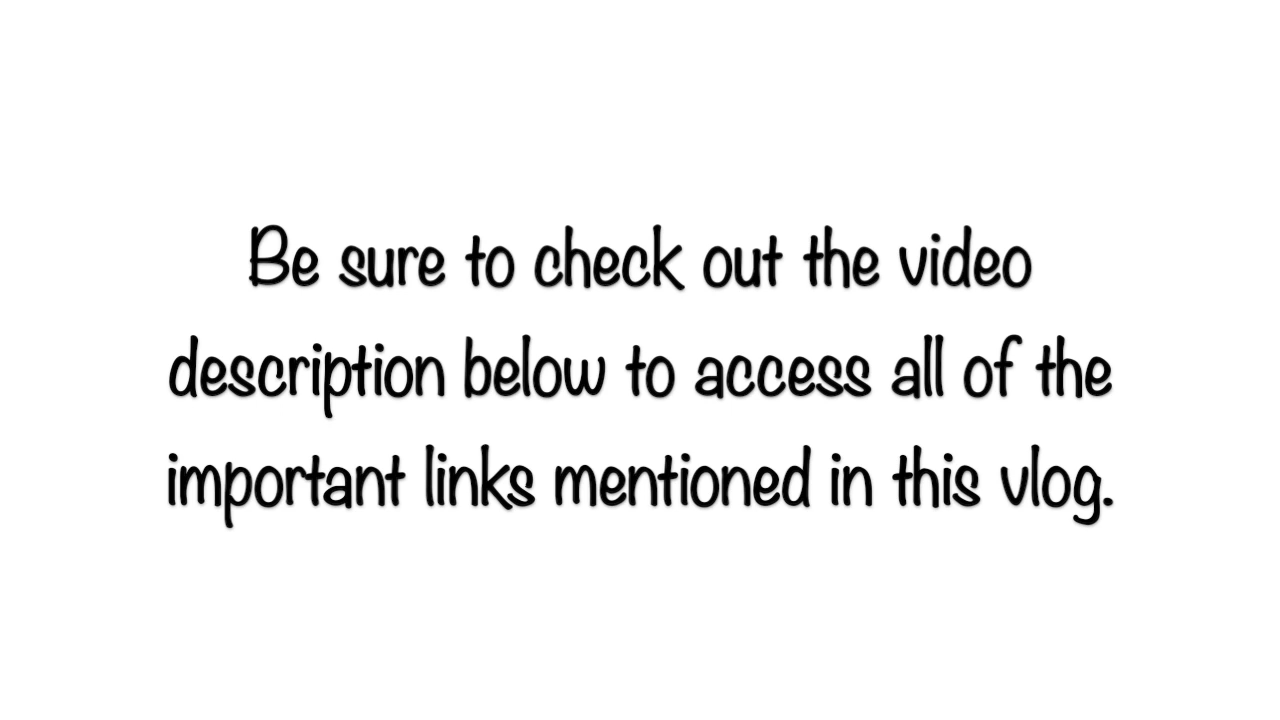 Be sure to check out the video
description below to access all of the
important links mentioned in this vlog.